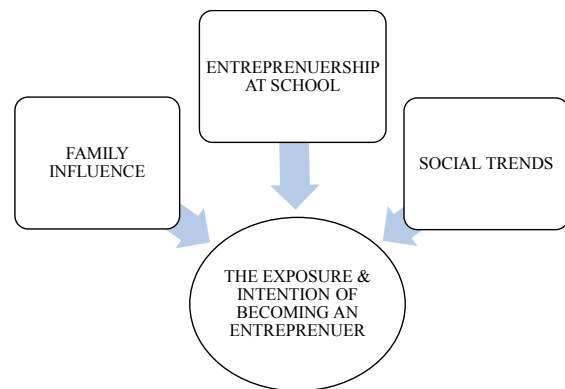 ENTREPRENUERSHIP
AT SCHOOL
FAMILY
INFLUENCE
SOCIAL TRENDS
THE EXPOSURE &
INTENTION OF
BECOMING AN
ENTREPRENUER